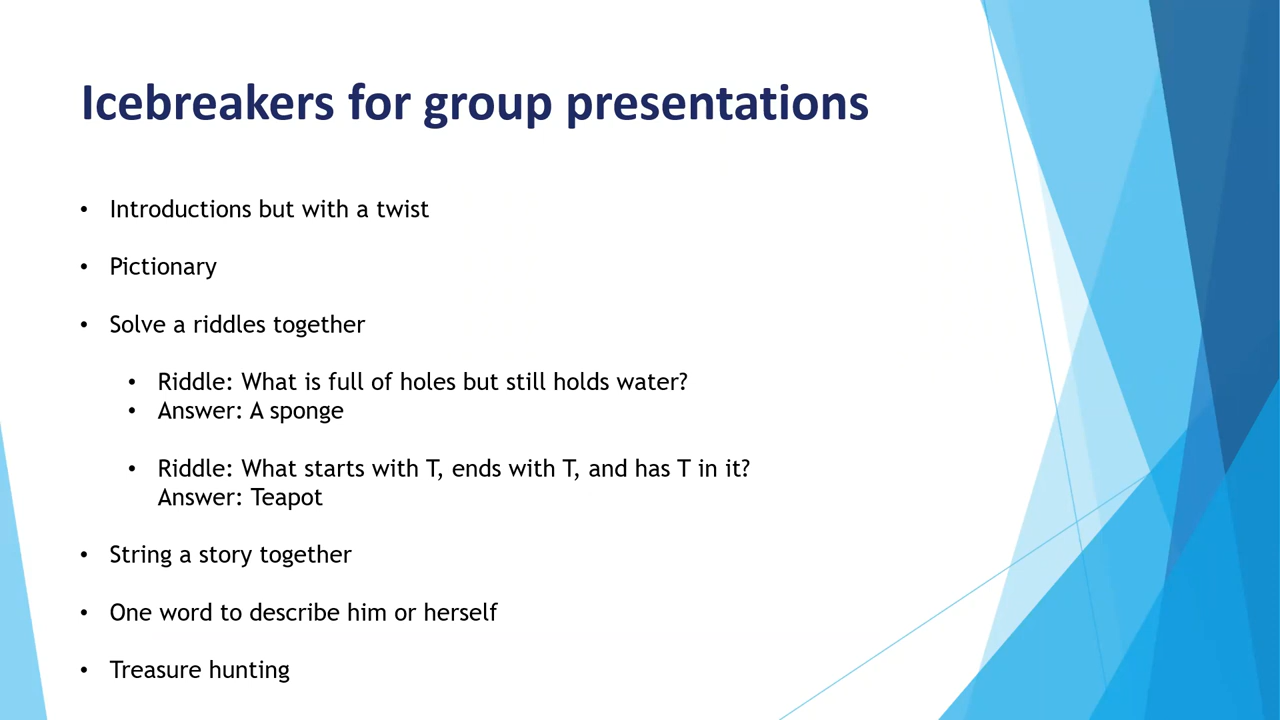 Icebreakers for group presentations
• Introductions but with a twist
• Pictionary
• Solve a riddles together
• Riddle: What is full of holes but still holds water?
• Answer: A sponge
• Riddle: What starts with T, ends with T, and has T in it?
Answer: Teapot
• String a story together
• One word to describe him or herself
• Treasure hunting